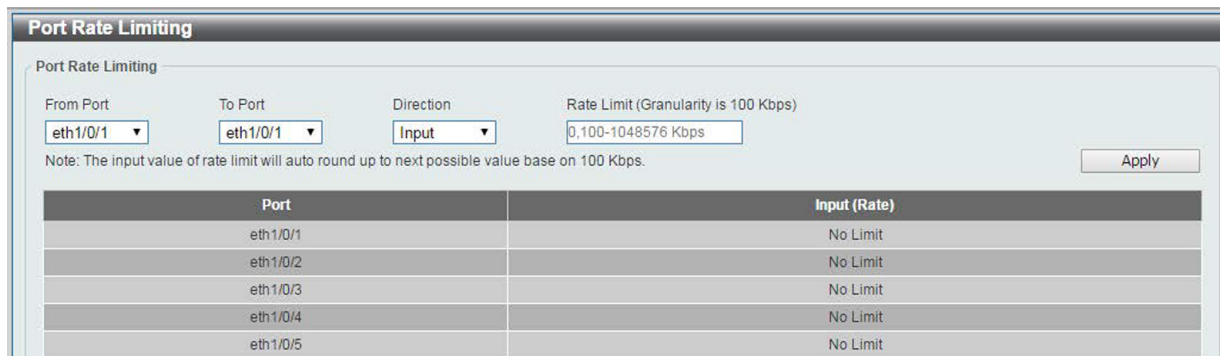 Port Rate Limiting
Port Rate Limiting
From Port To Port Direction Rate Limit (Granularity is 100 Kbps)
eth1/0/1 eth1/0/1 Input 0,100-1048576 Kbps
Note: The input value of rate limit will auto round up to next possible value base on 100 Kbps.
Apply
Port Input (Rate)
eth1/0/1 No Limit
eth1/0/2 No Limit
eth1/0/3 No Limit
eth1/0/4 No Limit
eth1/0/5 No Limit